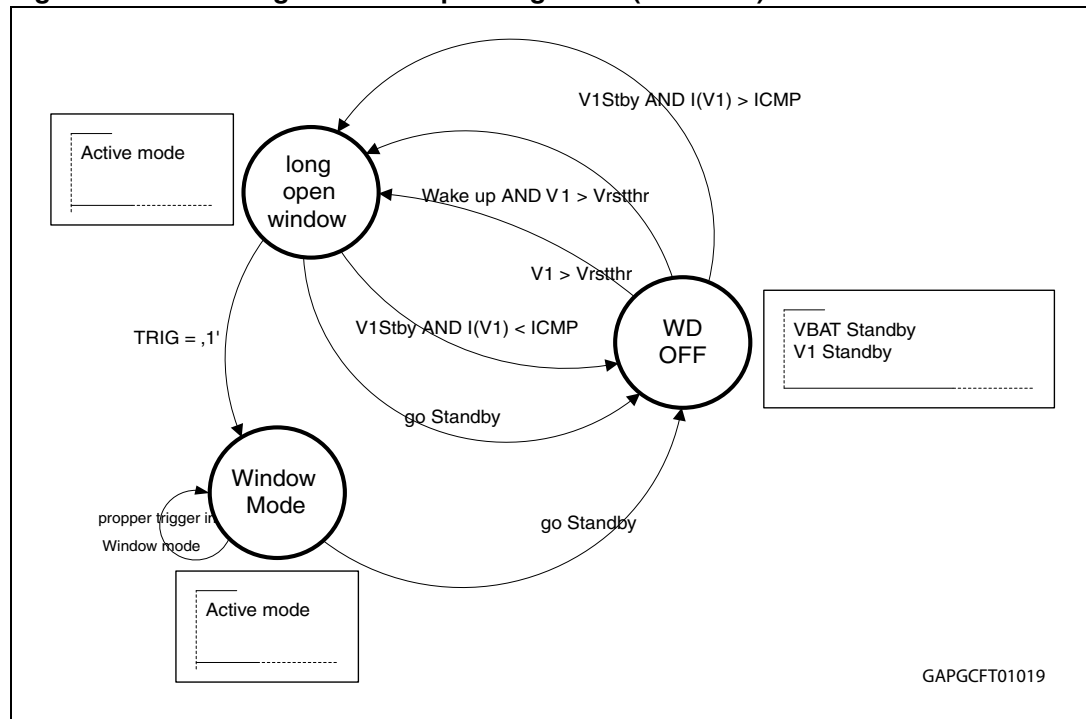 V1Stby AND I(V1) > ICMP
Active mode
long
open
window
Wake up AND V1 > Vrstthr
V1 > Vrstthr
TRIG = ‚1'
V1Stby AND I(V1) < ICMP
WD
OFF
VBAT Standby
V1 Standby
go Standby
Window
Mode
propper trigger in
Window mode
go Standby
Active mode
GAPGCFT01019